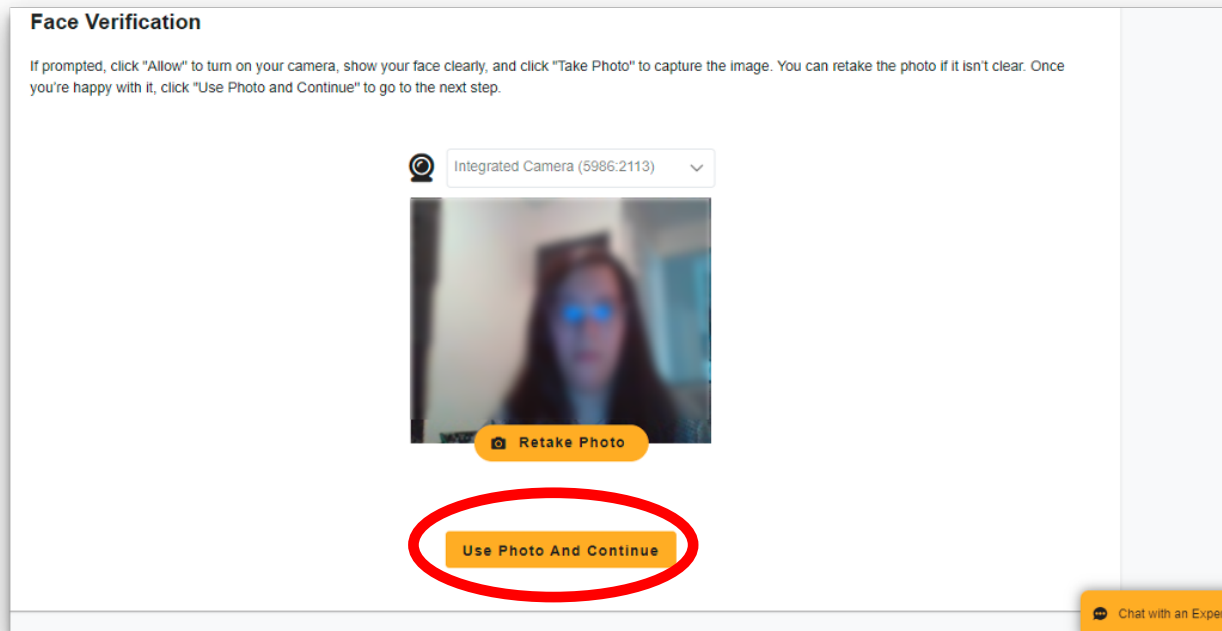 Face Verification
If prompted, click "Allow" to turn on your camera, show your face clearly, and click "Take Photo" to capture the image. You can retake the photo if it isn't clear. Once
you're happy with it, click "Use Photo and Continue" to go to the next step.
Integrated Camera (5986:2113)
Retake Photo
Use Photo And Continue
Chat with an Exper